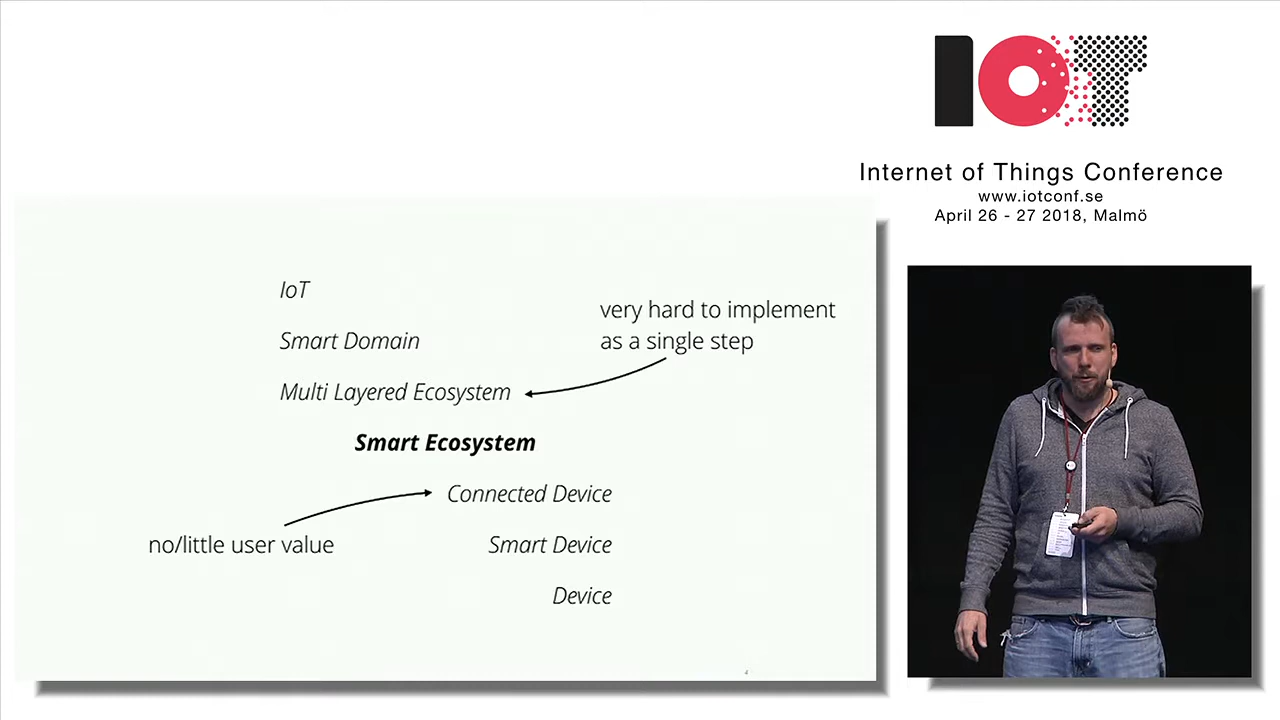 IOT
Internet of Things Conference
www.iotconf.se
April 26 - 27 2018, Malmö
IoT
very hard to implement
as a single step
Smart Domain
Multi Layered Ecosystem
Smart Ecosystem
Connected Device
no/little user value
Smart Device
Device
4